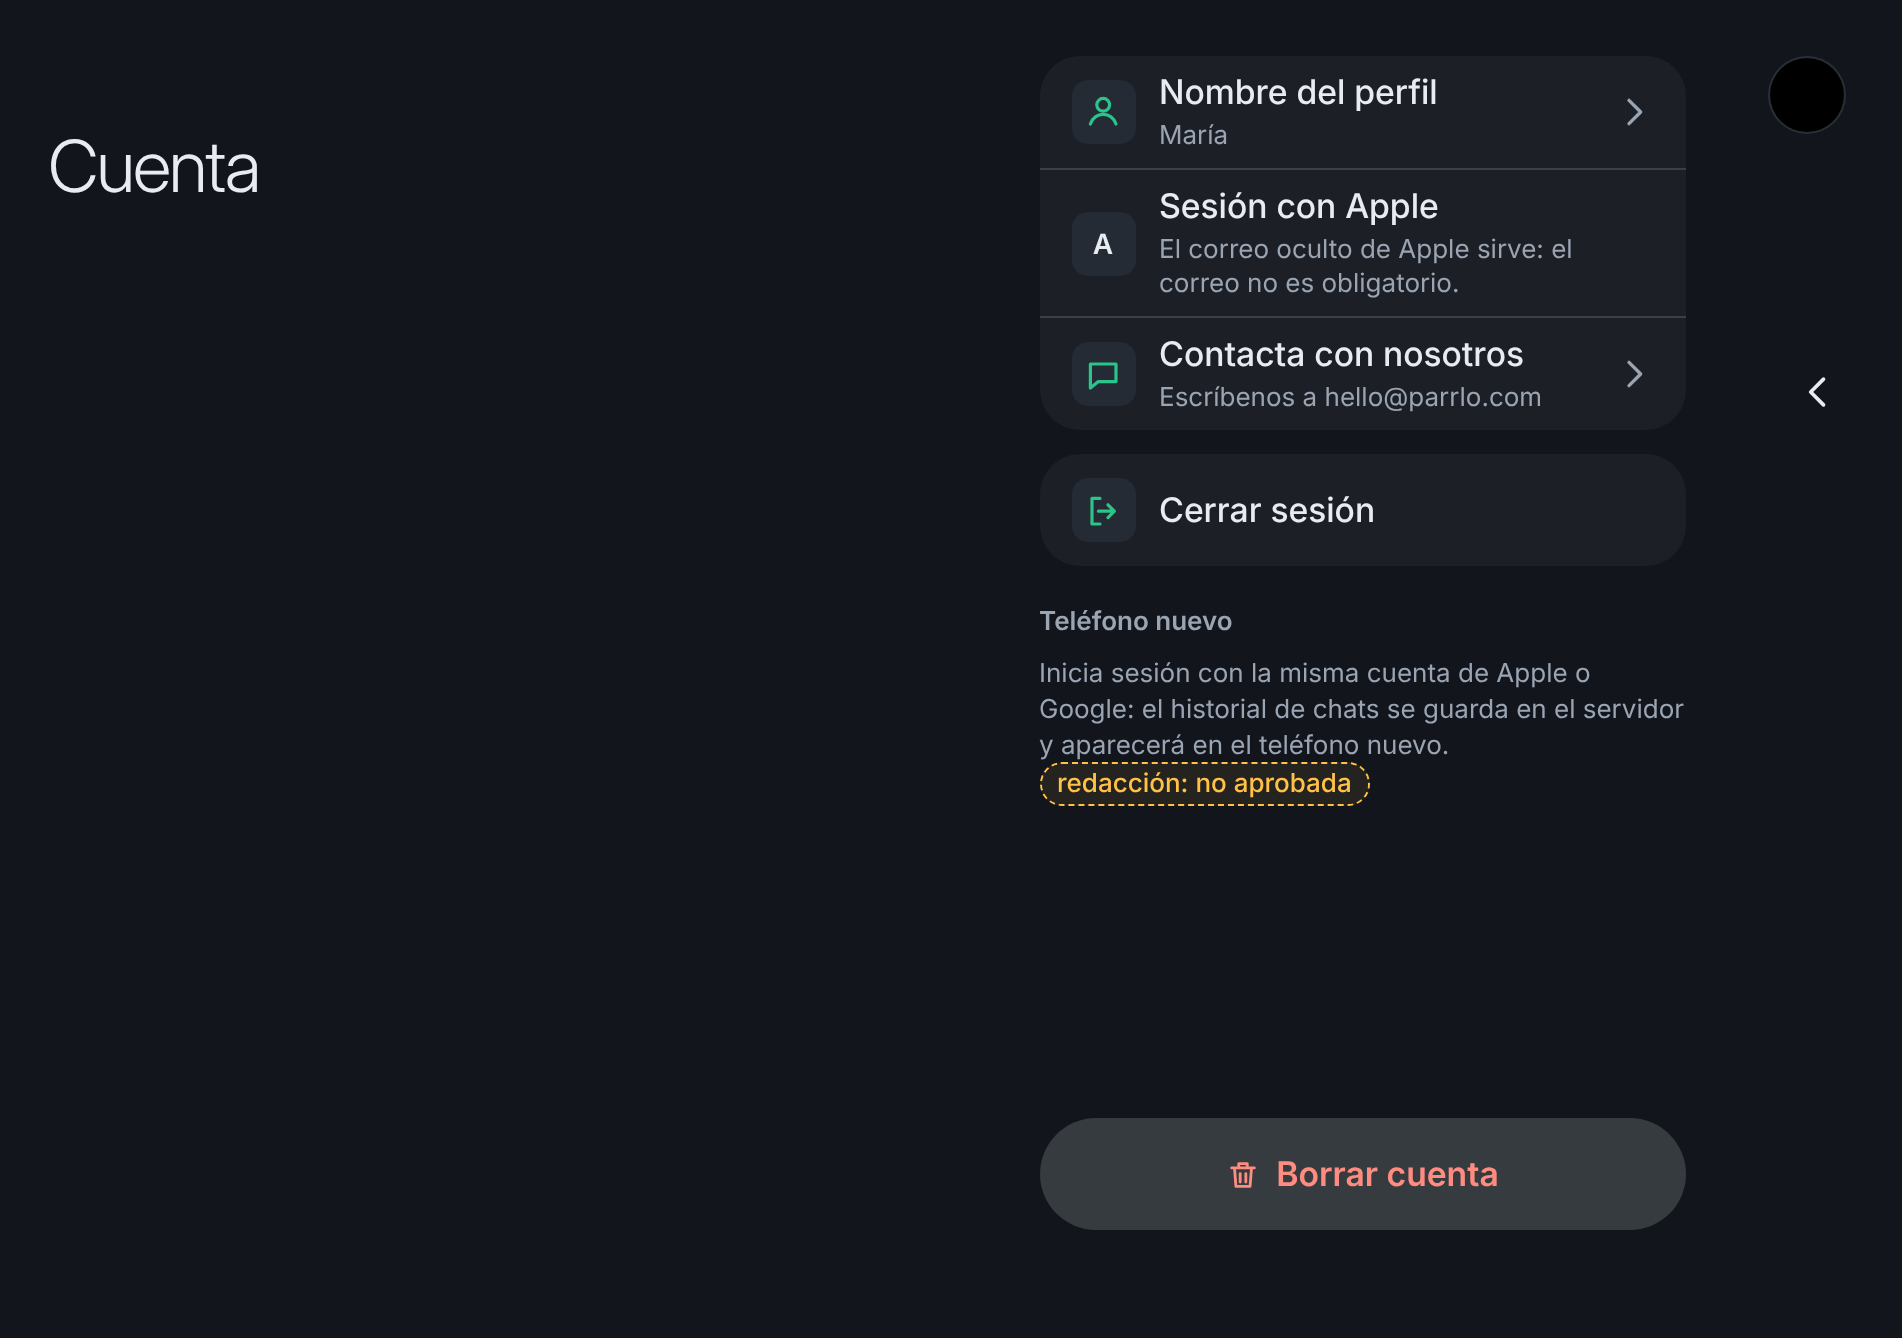 Cuenta
Nombre del perfil
María
A
Sesión con Apple
El correo oculto de Apple sirve: el
correo no es obligatorio.
Contacta con nosotros
Escríbenos a hello@parrlo.com
Cerrar sesión
Teléfono nuevo
Inicia sesión con la misma cuenta de Apple o
Google: el historial de chats se guarda en el servidor
y aparecerá en el teléfono nuevo.
redacción: no aprobada
Borrar cuenta